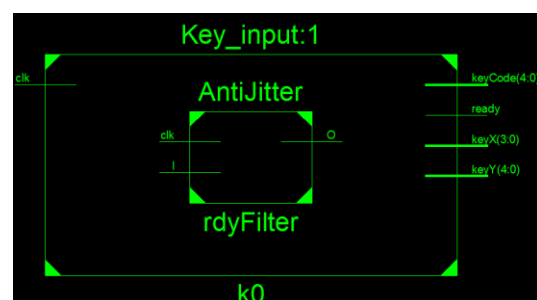 Key_input:1
clk
keyCode(4:0)
AntiJitter
ready
clk
O
keyX(3:0)
I
keyY(4:0)
rdyFilter
k0